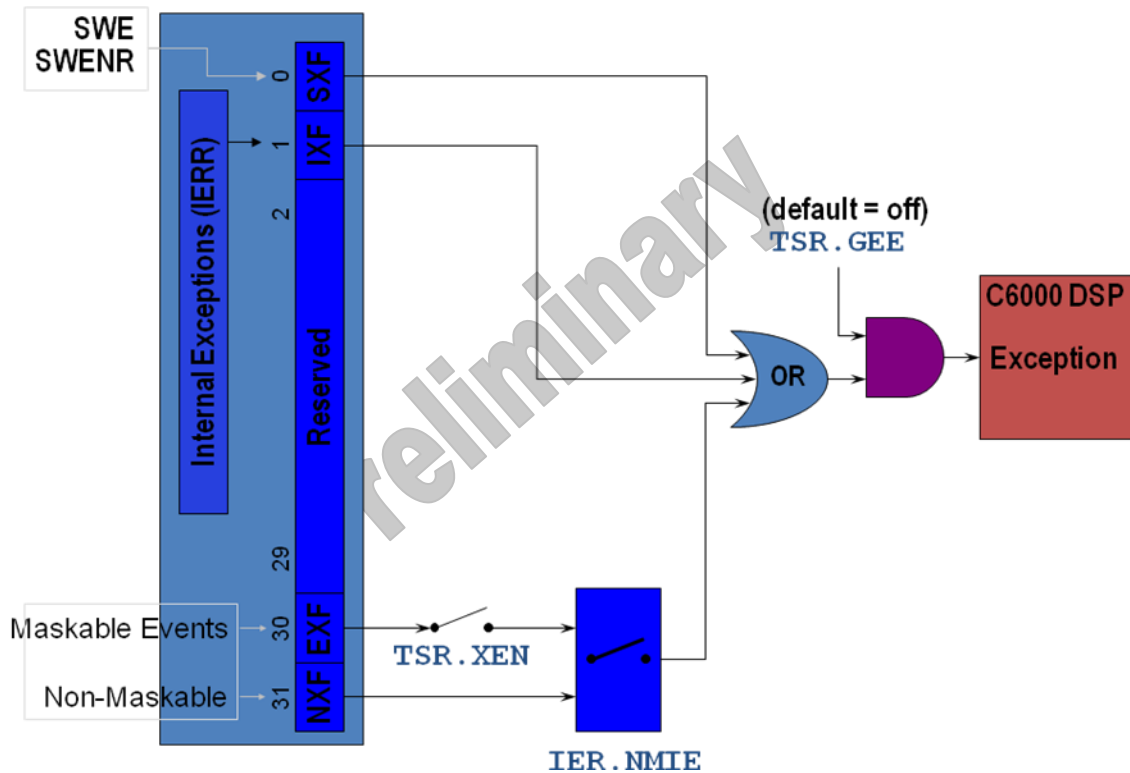 SWE
SWENR
0
SXF
1
IXF
2
Internal Exceptions (IERR)
Reserved
29
30
EXF
31
NXF
Maskable Events
Non-Maskable
TSR.XEN
IER.NMIE
OR
(default = off)
TSR.GEE
C6000 DSP
Exception
reliminary